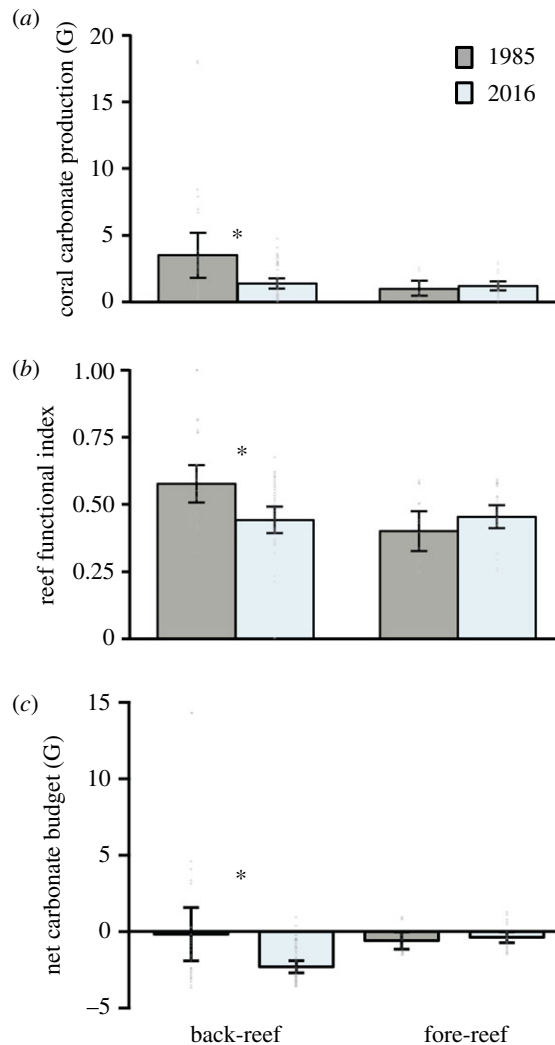 (a)
coral carbonate production (G)
20
15
10
5
0
1985
2016
*
(b)
reef functional index
1.00
0.75
0.50
0.25
0
*
(c)
net carbonate budget (G)
15
10
5
0
–5
*
back-reef fore-reef